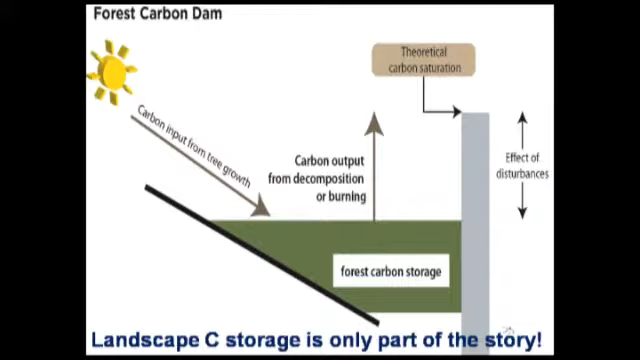 Forest Carbon Dam
Theoretical
carbon saturation
Carbon input from tree growth
Carbon output
from decomposition
or burning
Effect of
disturbances
forest carbon storage
Landscape C storage is only part of the story!